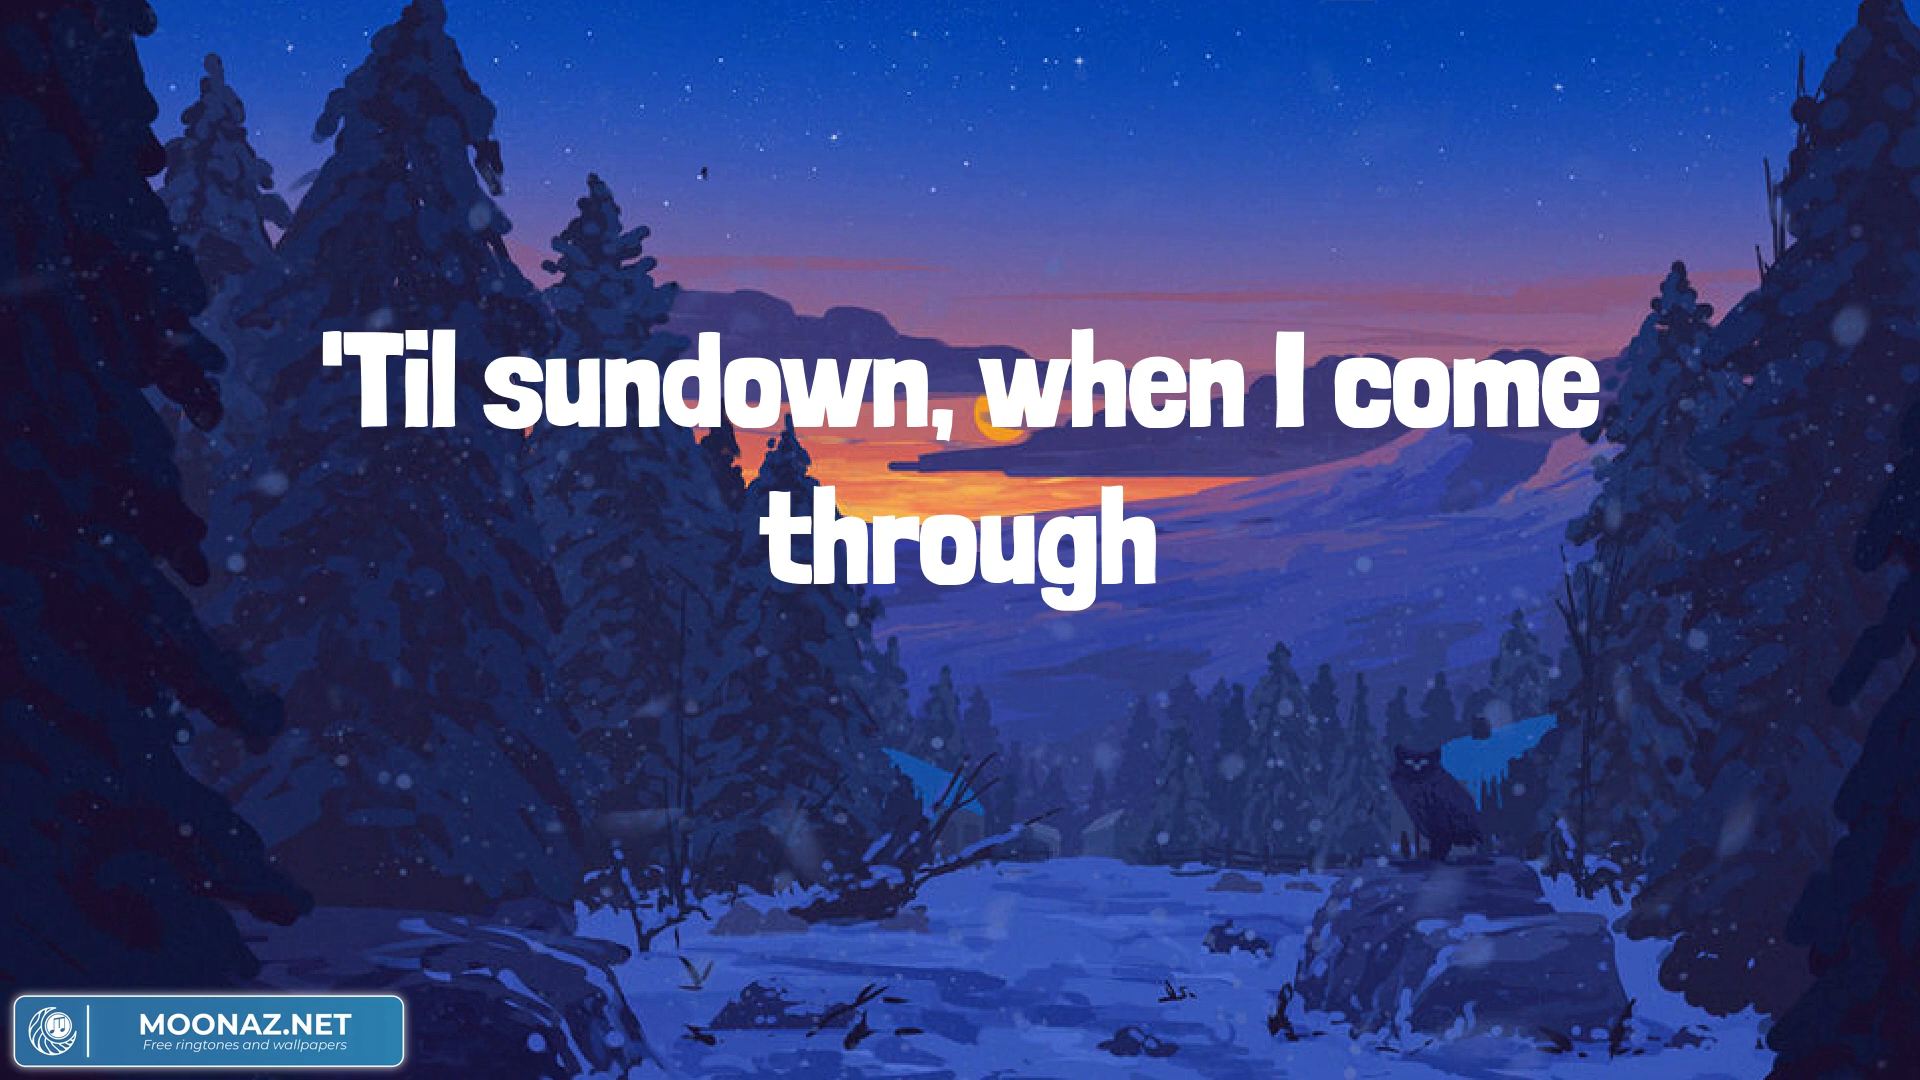 'Til sundown, when I come
through
MOONAZ.NET
Free ringtones and wallpapers